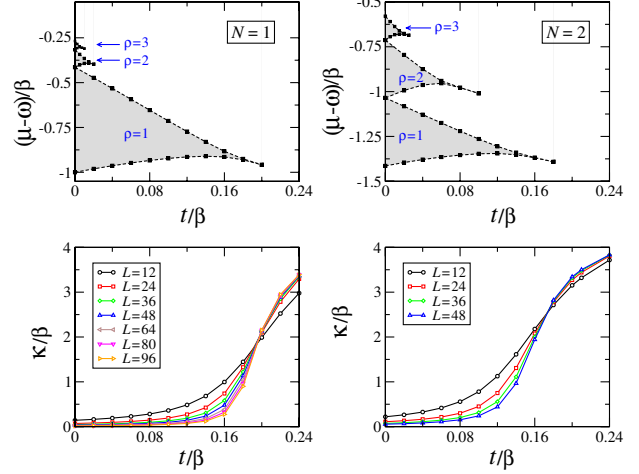 N = 1
-0.25
-0.5
-0.75
-1
(μ-ω)/β
ρ=3
ρ=2
ρ=1
0
0.08
0.16
0.24
t/β
N = 2
-0.5
-0.75
-1
-1.25
-1.5
(μ-ω)/β
ρ=3
ρ=2
ρ=1
0
0.08
0.16
0.24
t/β
4
3
2
1
0
κ/β
L=12
L=24
L=36
L=48
L=64
L=80
L=96
0
0.08
0.16
0.24
t/β
4
3
2
1
0
κ/β
L=12
L=24
L=36
L=48
0
0.08
0.16
0.24
t/β